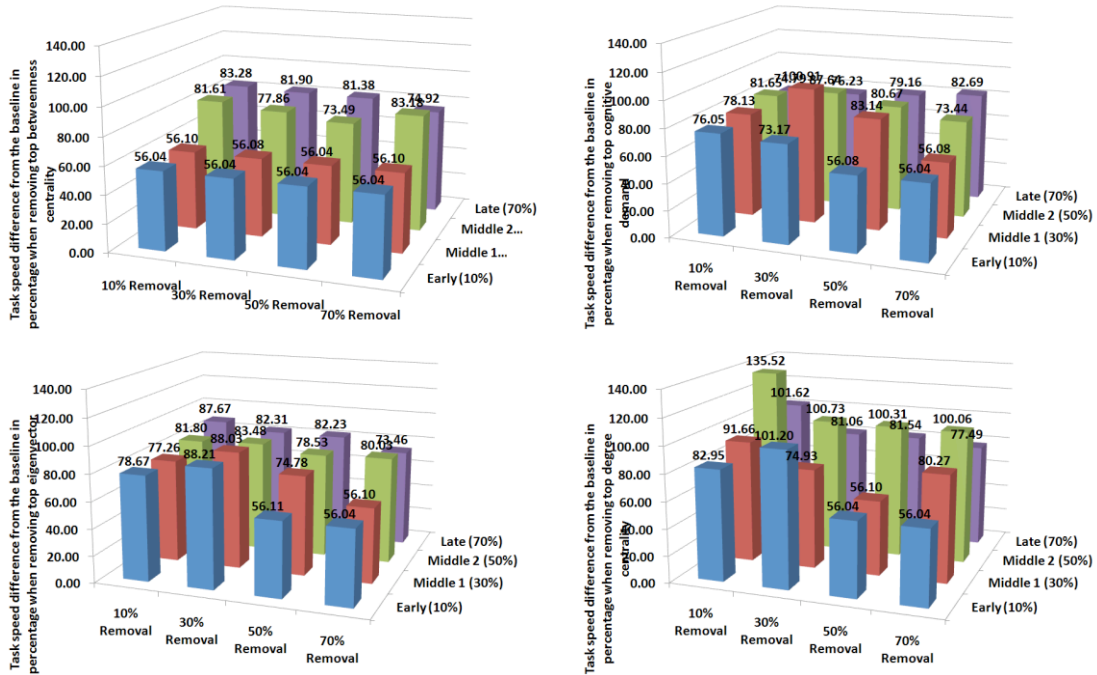 Task speed difference from the baseline in
percentage when removing top betweenness
centrality
140.00
120.00
100.00
80.00
60.00
40.00
20.00
0.00
83.28
81.90
81.38
74.92
81.61
77.86
73.49
83.18
56.10
56.08
56.04
56.10
56.04
56.04
56.04
56.04
Late (70%)
Middle 2...
Middle 1...
Early (10%)
10% Removal
30% Removal
50% Removal
70% Removal
Task speed difference from the baseline in
percentage when removing top cognitive
demand
140.00
120.00
100.00
80.00
60.00
40.00
20.00
0.00
76.23
79.16
82.69
81.65
87.64
80.67
73.44
78.13
100.91
83.14
56.08
76.05
73.17
56.08
56.04
Late (70%)
Middle 2 (50%)
Middle 1 (30%)
Early (10%)
10%
Removal
30%
Removal
50%
Removal
70%
Removal
Task speed difference from the baseline in
percentage when removing top eigenvector
140.00
120.00
100.00
80.00
60.00
40.00
20.00
0.00
87.67
82.31
82.23
73.46
81.80
83.48
78.53
80.03
77.26
88.03
74.78
56.10
78.67
88.21
56.11
56.04
Late (70%)
Middle 2 (50%)
Middle 1 (30%)
Early (10%)
10%
Removal
30%
Removal
50%
Removal
70%
Removal
Task speed difference from the baseline in
percentage when removing top degree
centrality
140.00
120.00
100.00
80.00
60.00
40.00
20.00
0.00
135.52
101.62
81.06
81.54
77.49
100.73
100.31
100.06
91.66
74.93
56.10
80.27
82.95
101.20
56.04
56.04
Late (70%)
Middle 2 (50%)
Middle 1 (30%)
Early (10%)
10%
Removal
30%
Removal
50%
Removal
70%
Removal